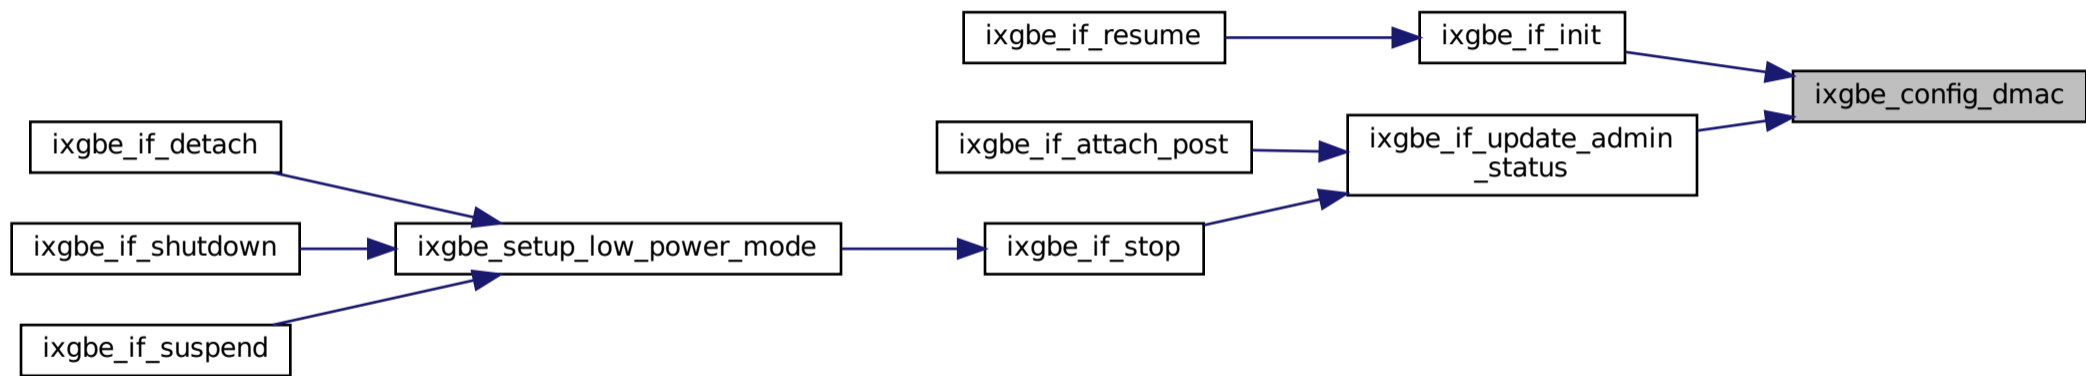 ixgbe_if_resume
ixgbe_if_init
ixgbe_config_dmac
ixgbe_if_detach
ixgbe_if_attach_post
ixgbe_if_update_admin
_status
ixgbe_if_shutdown
ixgbe_setup_low_power_mode
ixgbe_if_stop
ixgbe_if_suspend